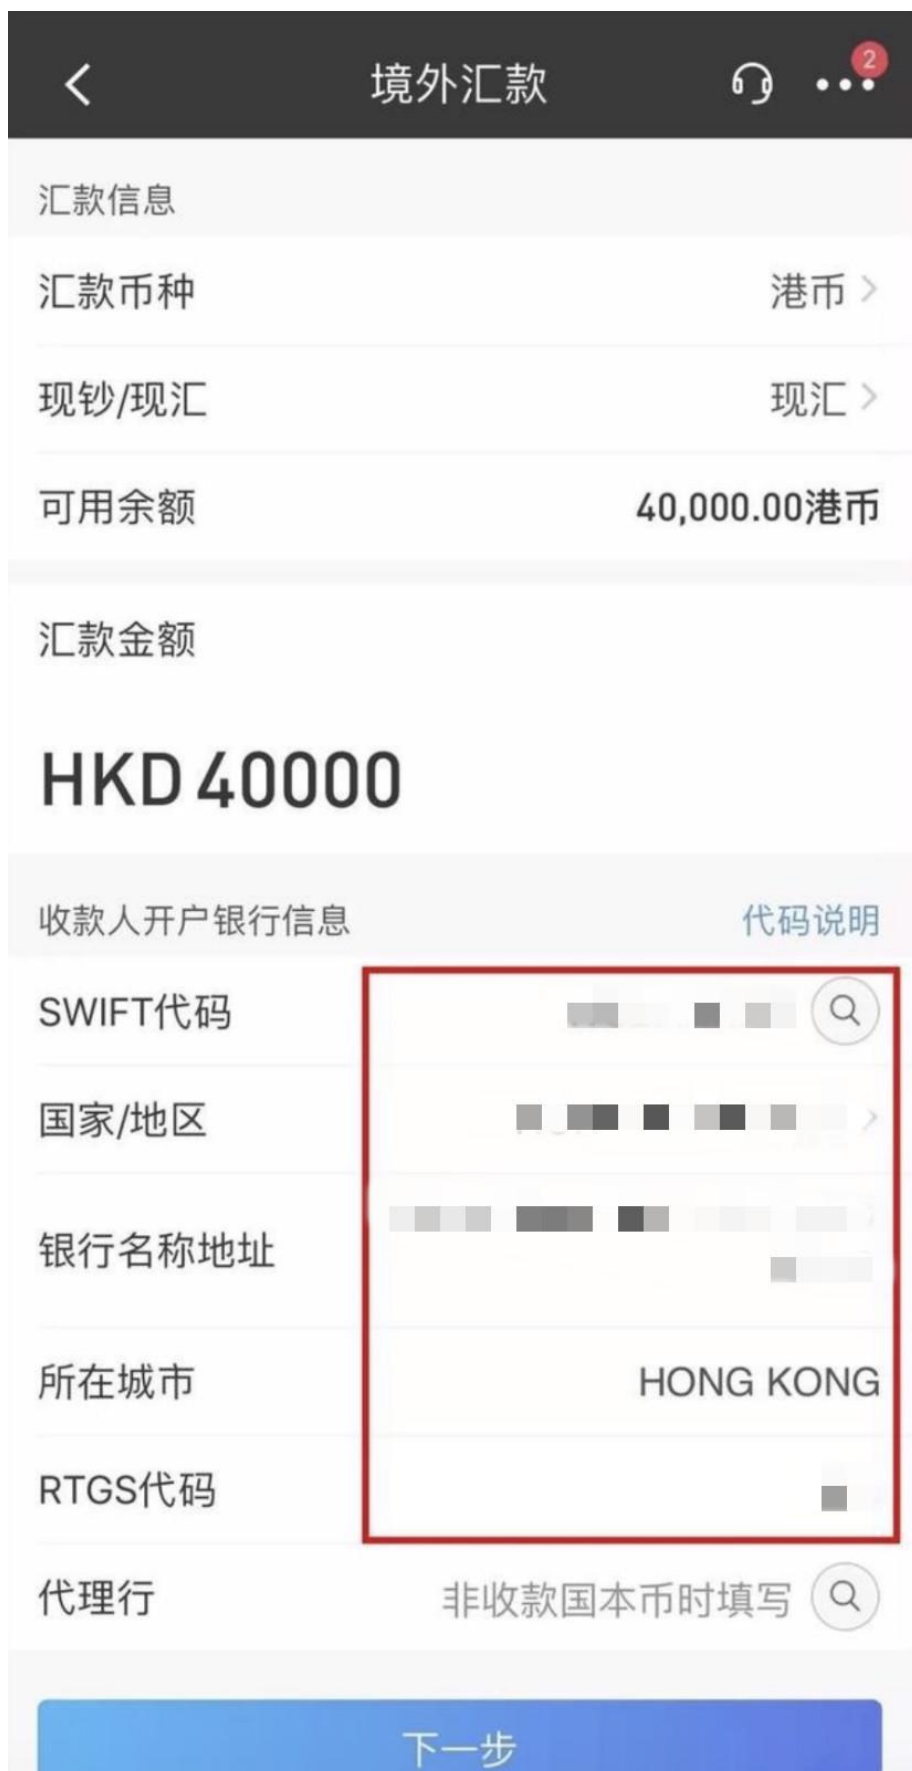 境外汇款
2
汇款信息
汇款币种 港币
现钞/现汇 现汇
可用余额 40,000.00港币
汇款金额
HKD 40000
收款人开户银行信息 代码说明
SWIFT代码
国家/地区
银行名称地址
所在城市 HONG KONG
RTGS代码
代理行 非收款国本币时填写
下一步